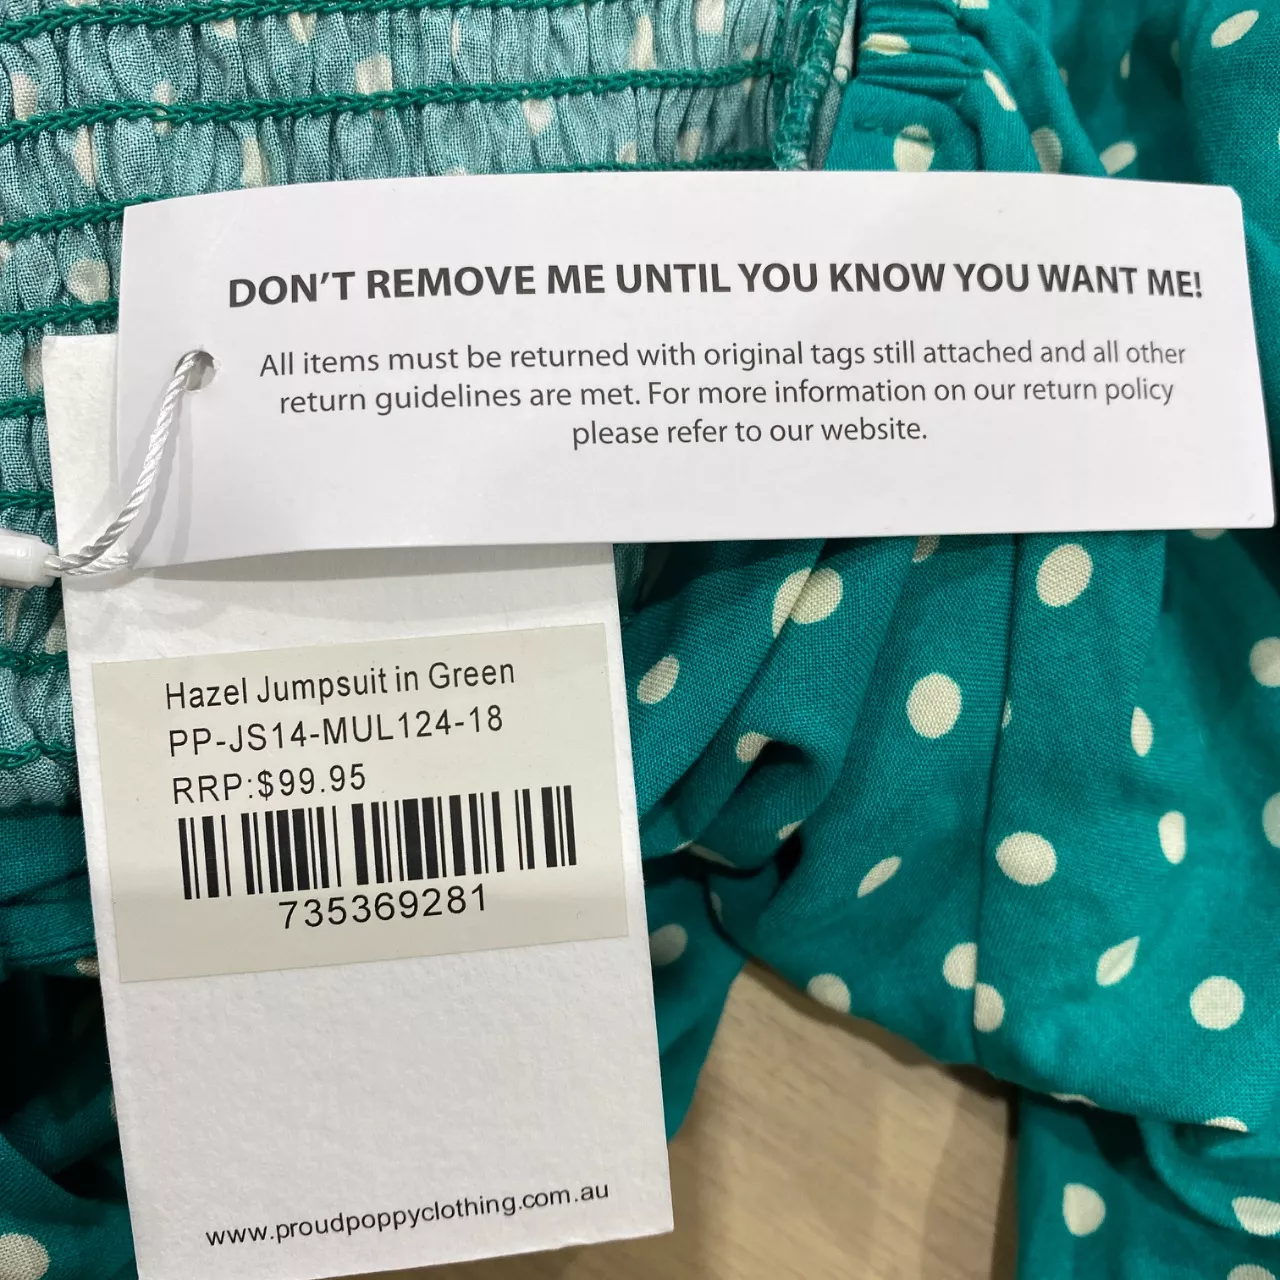 DON'T REMOVE ME UNTIL YOU KNOW YOU WANT ME!
All items must be returned with original tags still attached and all other
return guidelines are met. For more information on our return policy
please refer to our website.
Hazel Jumpsuit in Green
PP-JS14-MUL124-18
RRP:$99.95
735369281
www.proudpoppyclothing.com.au